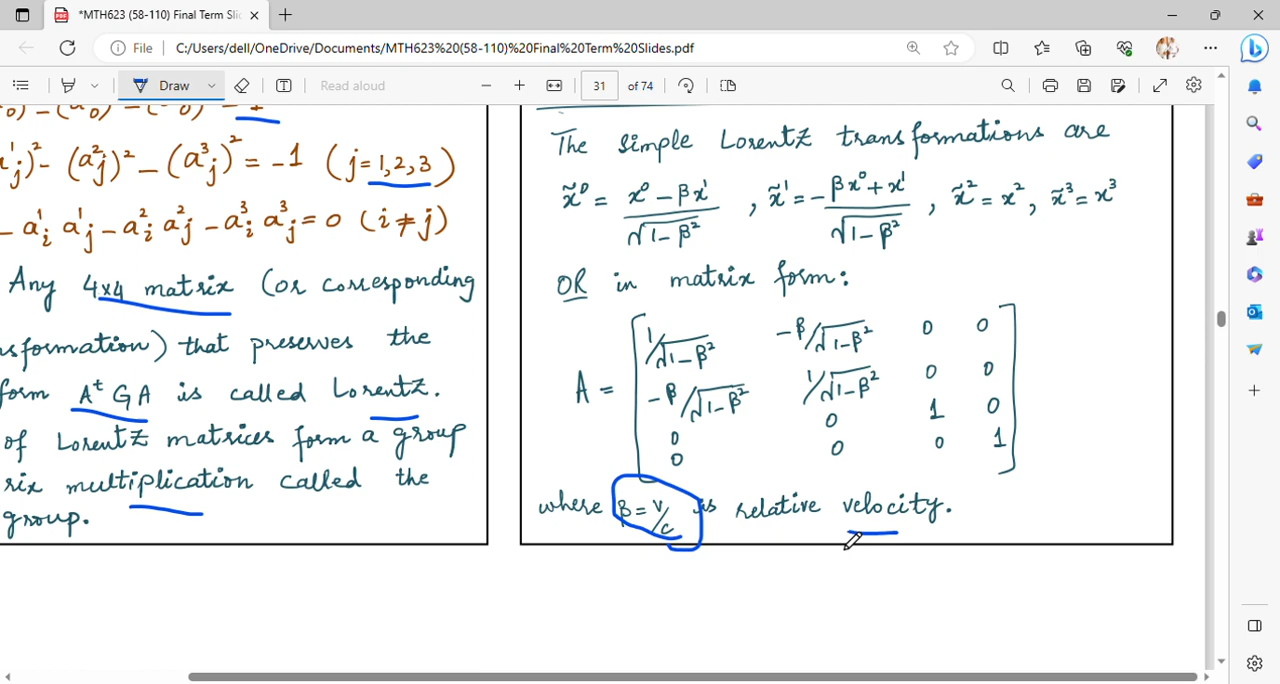 *MTH623 (58-110) Final Term Slid
File C:/Users/dell/OneDrive/Documents/MTH623%20(58-110)%20Final%20Term%20Slides.pdf
Draw Read aloud 31 of 74
j)² - (a²j)² - (a³j)² = -1 (j=1,2,3)
- a¹i a¹j - a²i a²j - a³i a³j = 0 (i ≠ j)
Any 4x4 matrix (or corresponding
sformation) that preserves the
form AᵗGA is called Lorentz.
of Lorentz matrices form a group
rix multiplication called the
group.
The simple Lorentz transformations are
x̃⁰ = (x⁰ - βx¹)/√(1-β²) , x̃¹ = (-βx⁰ + x¹)/√(1-β²) , x̃² = x², x̃³ = x³
OR in matrix form:
1/√(1-β²) -β/√(1-β²) 0 0
A = -β/√(1-β²) 1/√(1-β²) 0 0
0 0 1 0
0 0 0 1
where β = v/c is relative velocity.